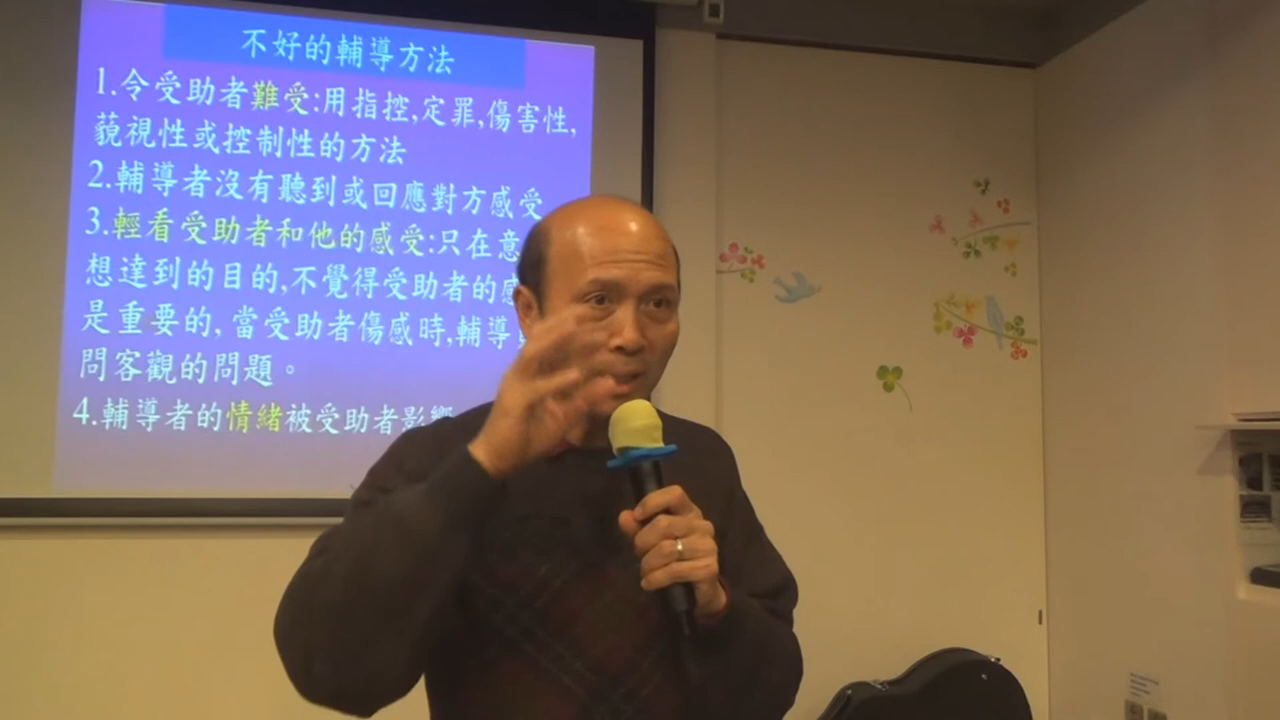 不好的輔導方法
1.令受助者難受:用指控,定罪,傷害性,
藐視性或控制性的方法
2.輔導者沒有聽到或回應對方感受
3.輕看受助者和他的感受:只在意
想達到的目的,不覺得受助者的感
是重要的,當受助者傷感時,輔導
問客觀的問題。
4.輔導者的情緒被受助者影響